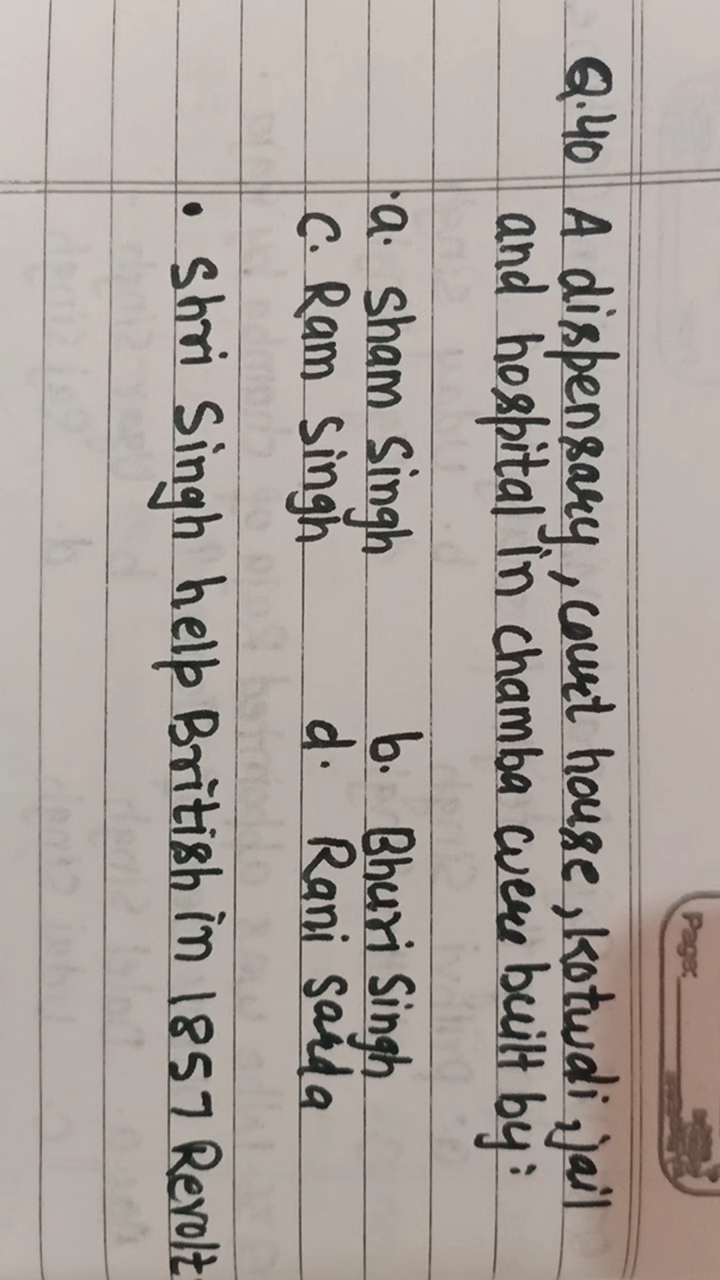 Page:
Q.40 A dispensary, court house, kotwali, jail
and hospital in chamba were built by:
a. Sham Singh b. Bhuri Singh
c. Ram Singh d. Rani Sarda
• Shri Singh help British in 1857 Revolt